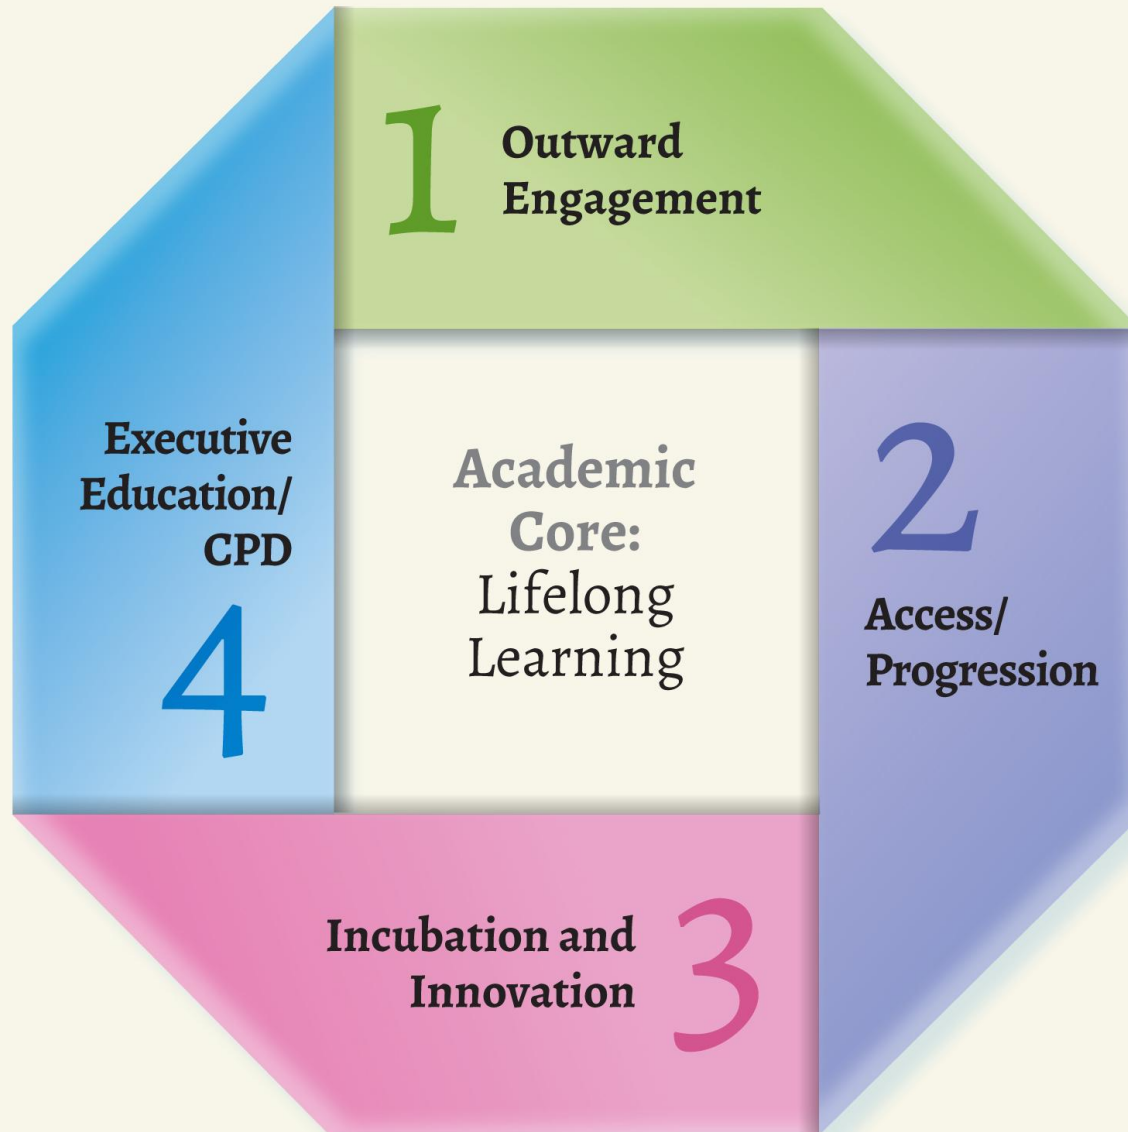 1
Outward
Engagement
2
Access/
Progression
3
Incubation and
Innovation
4
Executive
Education/
CPD
Academic
Core:
Lifelong
Learning